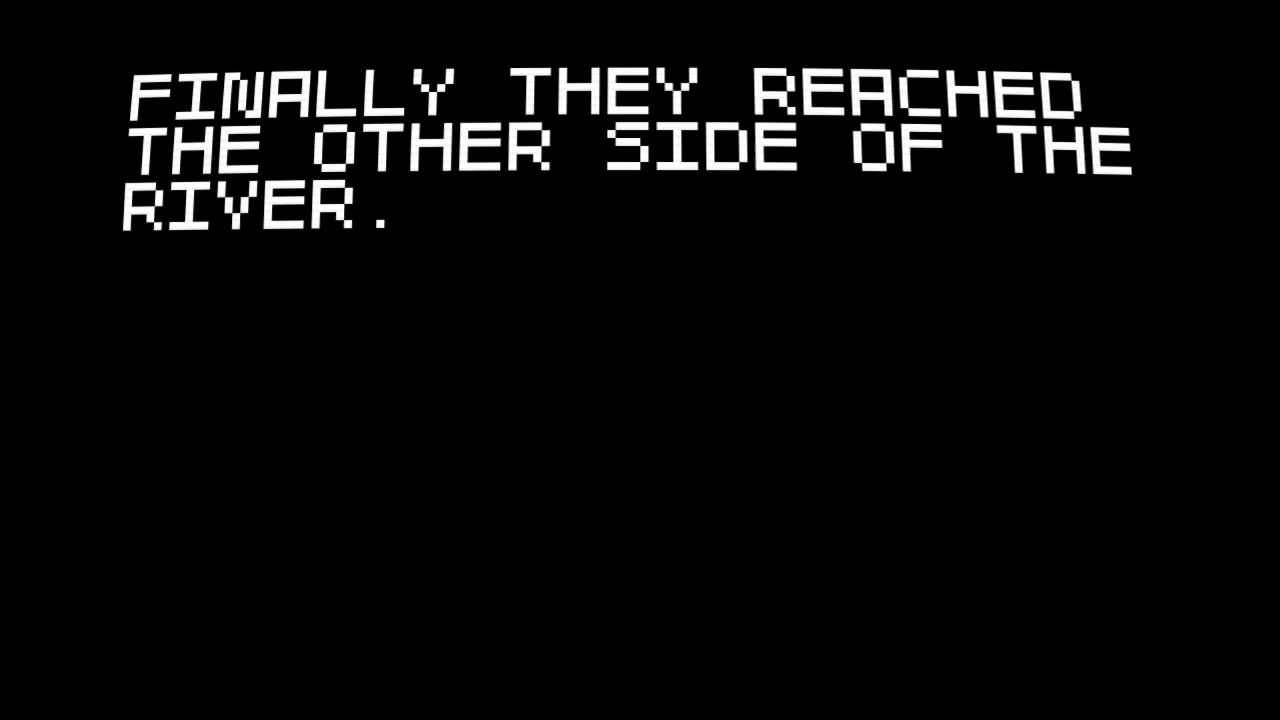 FINALLY THEY REACHED
THE OTHER SIDE OF THE
RIVER.